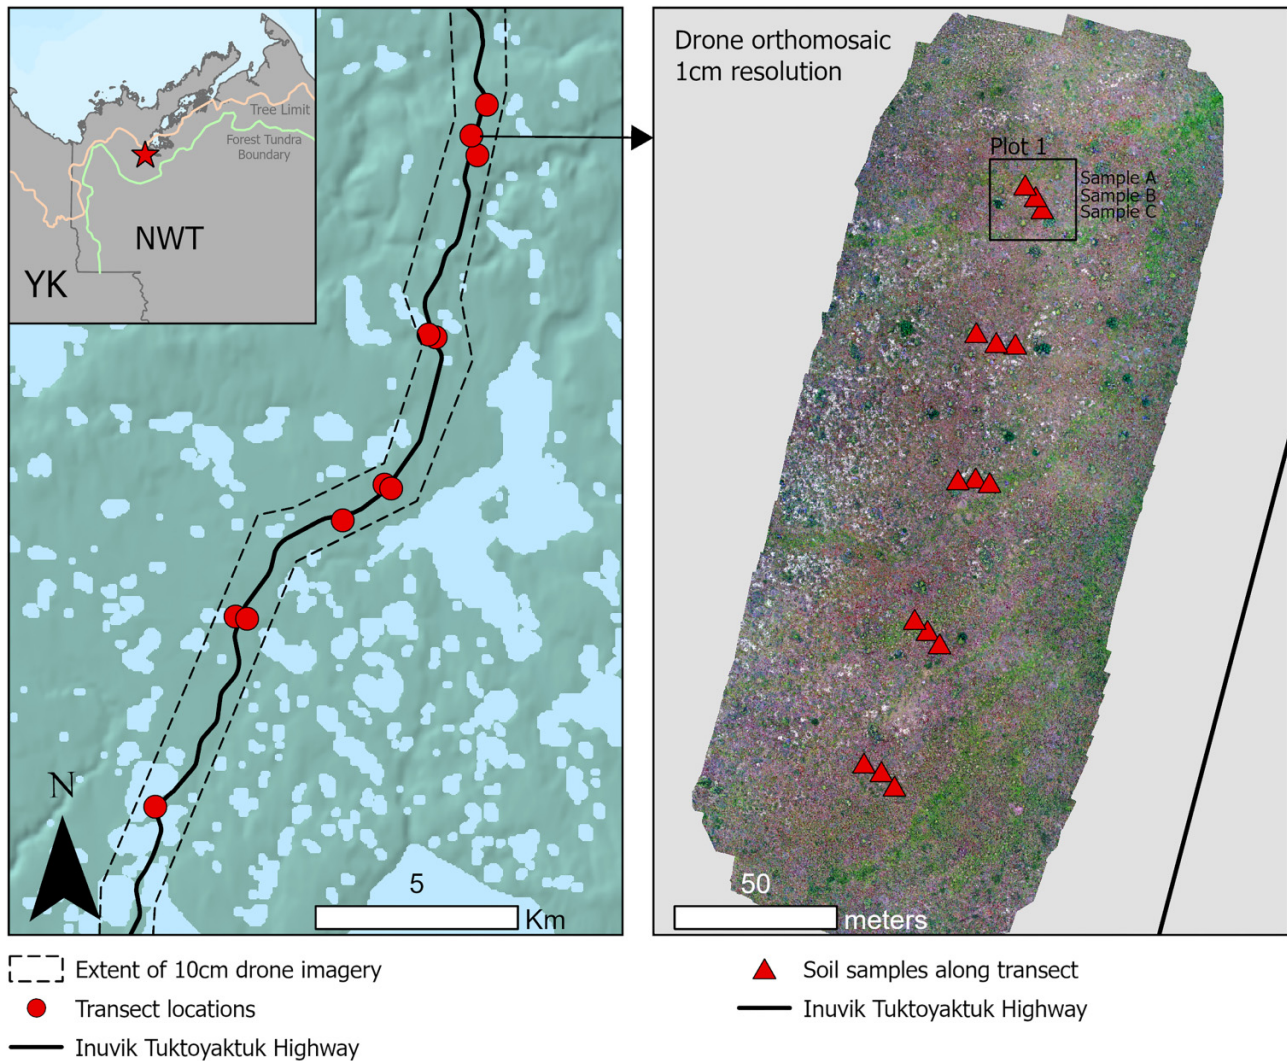 Tree Limit
Forest Tundra
Boundary
NWT
YK
N
5
Km
Drone orthomosaic
1cm resolution
Plot 1
Sample A
Sample B
Sample C
50
meters
Extent of 10cm drone imagery
Transect locations
Inuvik Tuktoyaktuk Highway
Soil samples along transect
Inuvik Tuktoyaktuk Highway